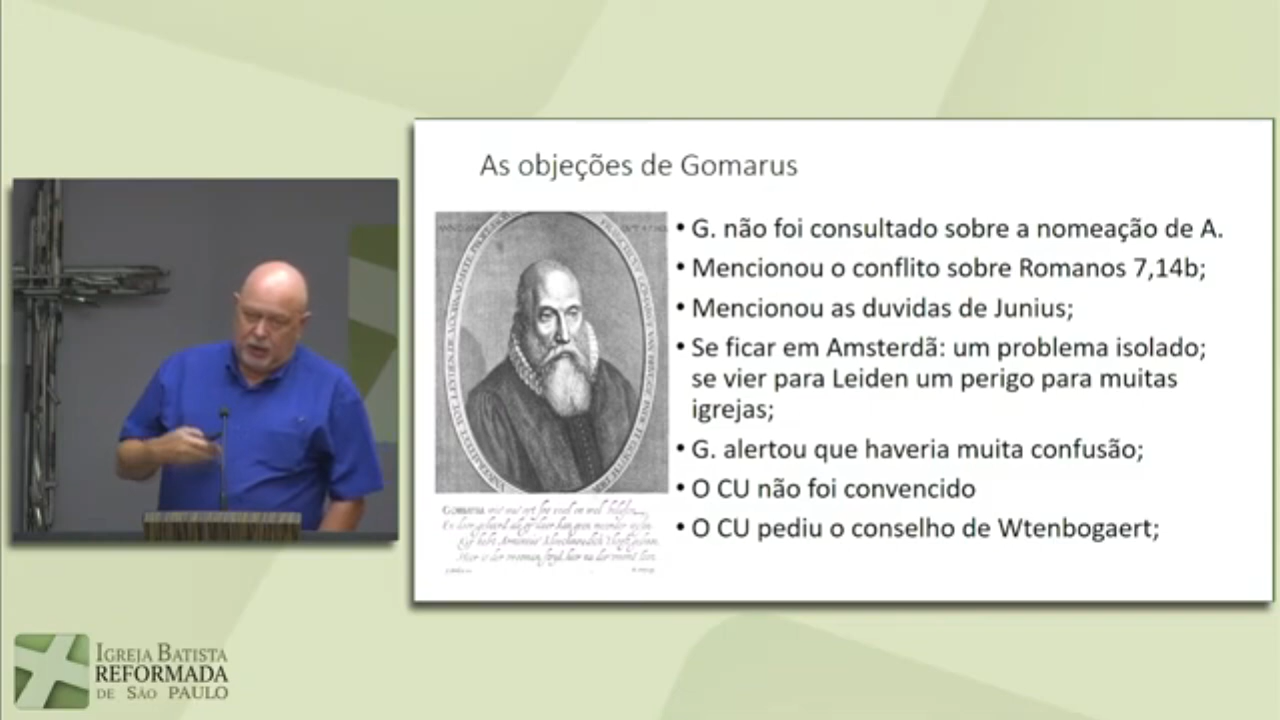 As objeções de Gomarus
• G. não foi consultado sobre a nomeação de A.
• Mencionou o conflito sobre Romanos 7,14b;
• Mencionou as duvidas de Junius;
• Se ficar em Amsterdã: um problema isolado;
se vier para Leiden um perigo para muitas
igrejas;
• G. alertou que haveria muita confusão;
• O CU não foi convencido
• O CU pediu o conselho de Wtenbogaert;
IGREJA BATISTA
REFORMADA
DE SÃO PAULO